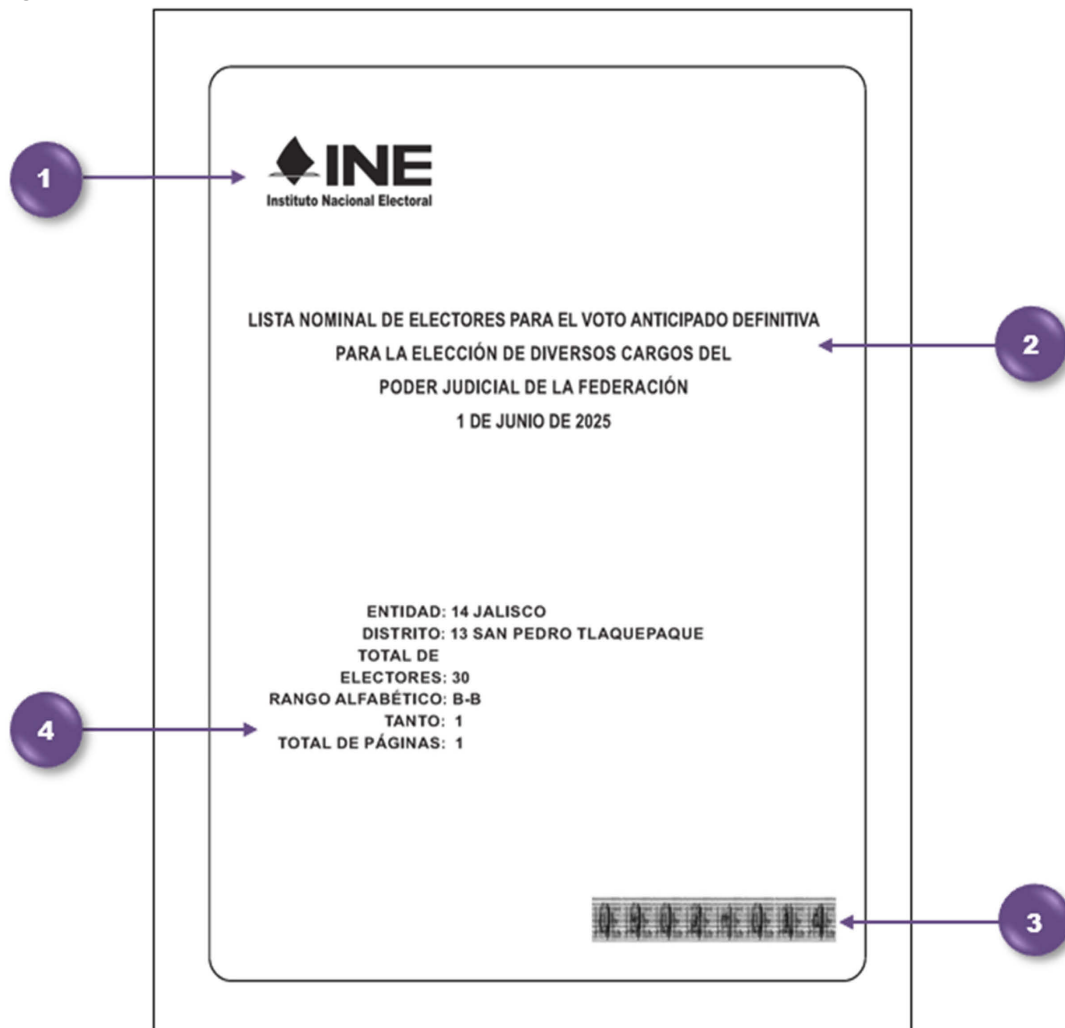 1
INE
Instituto Nacional Electoral
LISTA NOMINAL DE ELECTORES PARA EL VOTO ANTICIPADO DEFINITIVA
PARA LA ELECCIÓN DE DIVERSOS CARGOS DEL
PODER JUDICIAL DE LA FEDERACIÓN
1 DE JUNIO DE 2025
2
ENTIDAD: 14 JALISCO
DISTRITO: 13 SAN PEDRO TLAQUEPAQUE
TOTAL DE
ELECTORES: 30
RANGO ALFABÉTICO: B-B
TANTO: 1
TOTAL DE PÁGINAS: 1
4
3